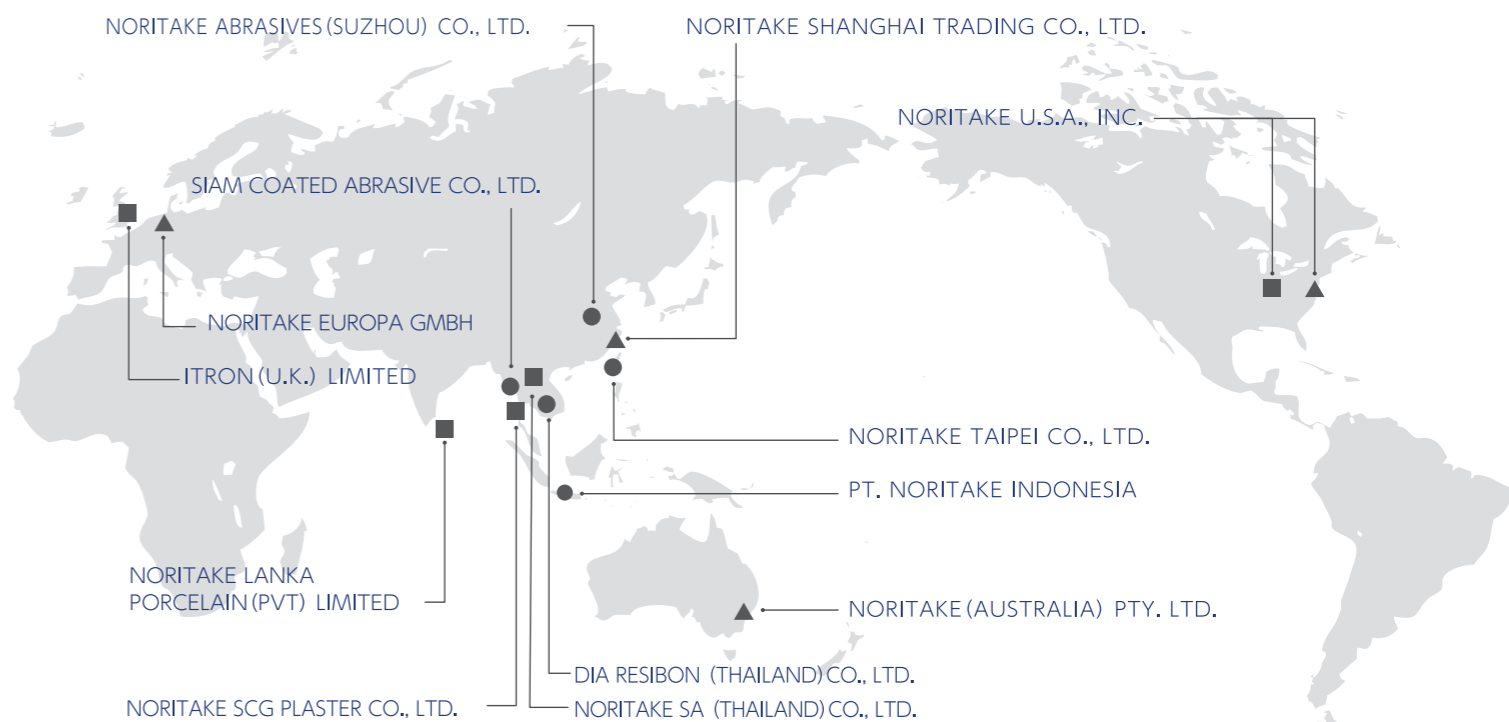 NORITAKE ABRASIVES (SUZHOU) CO., LTD.
NORITAKE SHANGHAI TRADING CO., LTD.
NORITAKE U.S.A., INC.
SIAM COATED ABRASIVE CO., LTD.
NORITAKE EUROPA GMBH
ITRON (U.K.) LIMITED
NORITAKE TAIPEI CO., LTD.
PT. NORITAKE INDONESIA
NORITAKE LANKA
PORCELAIN (PVT) LIMITED
NORITAKE (AUSTRALIA) PTY. LTD.
DIA RESIBON (THAILAND) CO., LTD.
NORITAKE SCG PLASTER CO., LTD.
NORITAKE SA (THAILAND) CO., LTD.